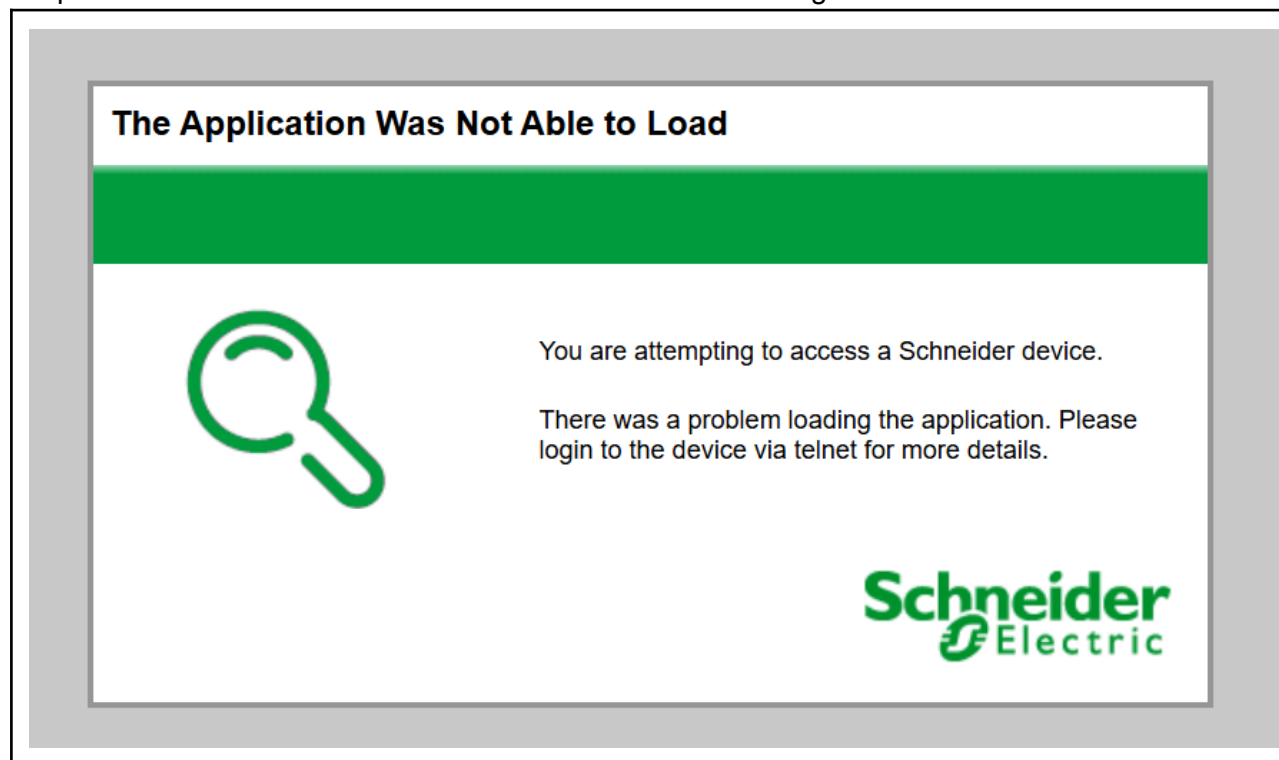 The Application Was Not Able to Load
You are attempting to access a Schneider device.
There was a problem loading the application. Please
login to the device via telnet for more details.
Schneider
Electric